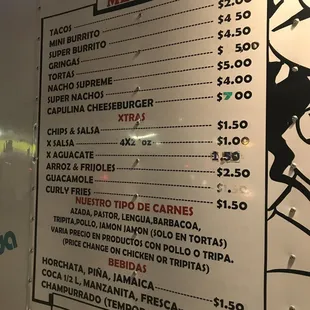 TACOS $2.00
MINI BURRITO $4.50
SUPER BURRITO $4.50
GRINGAS $5.00
TORTAS $5.00
NACHO SUPREME $4.00
SUPER NACHOS $7.00
CAPULINA CHEESEBURGER
XTRAS
CHIPS & SALSA $1.50
X SALSA 4X2 oz $1.00
X AGUACATE 1.50
ARROZ & FRIJOLES $2.50
GUACAMOLE
CURLY FRIES $1.50
NUESTRO TIPO DE CARNES
AZADA, PASTOR, LENGUA, BARBACOA,
TRIPITA, POLLO, JAMON JAMON (SOLO EN TORTAS)
VARIA PRECIO EN PRODUCTOS CON POLLO O TRIPA.
(PRICE CHANGE ON CHICKEN OR TRIPITAS)
BEBIDAS
HORCHATA, PIÑA, JAMAICA $1.50
COCA 1/2 L, MANZANITA, FRESCA,
CHAMPURRADO